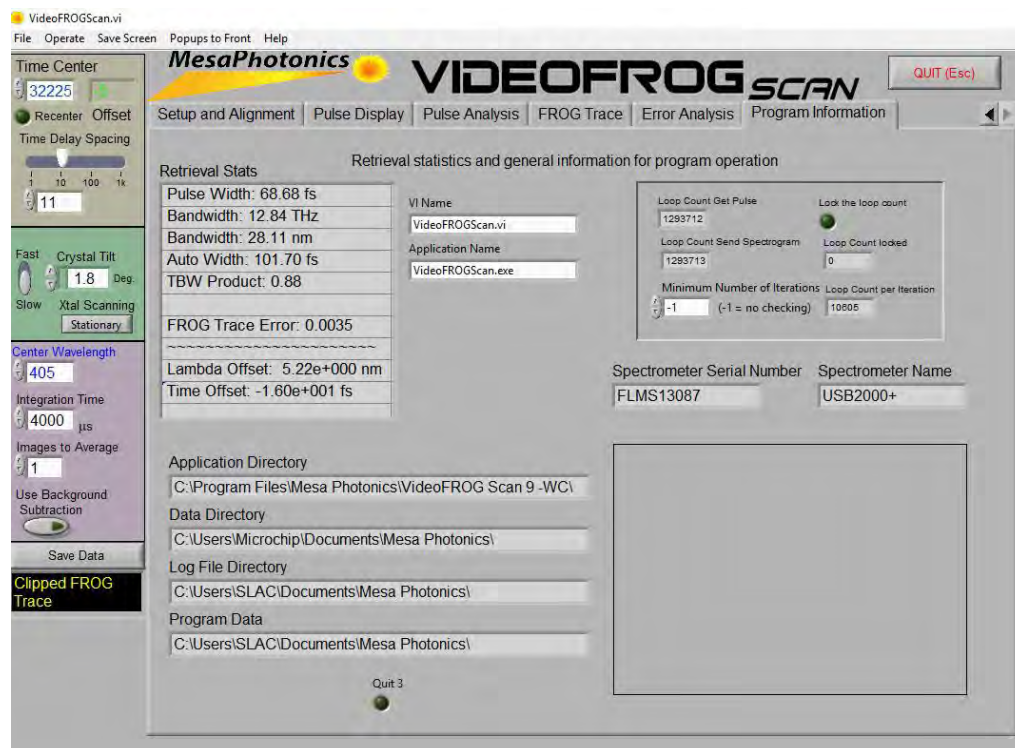 VideoFROGScan.vi
File Operate Save Screen Popups to Front Help
MesaPhotonics
VIDEOFROG SCAN
QUIT (Esc)
Setup and Alignment Pulse Display Pulse Analysis FROG Trace Error Analysis Program Information
Time Center
32225
Recenter Offset
Time Delay Spacing
1 10 100 1k
11
Fast Crystal Tilt
1.8 Deg.
Slow Xtal Scanning
Stationary
Center Wavelength
405
Integration Time
4000 µs
Images to Average
1
Use Background
Subtraction
Save Data
Clipped FROG
Trace
Retrieval statistics and general information for program operation
Retrieval Stats
Pulse Width: 68.68 fs
Bandwidth: 12.84 THz
Bandwidth: 28.11 nm
Auto Width: 101.70 fs
TBW Product: 0.88
FROG Trace Error: 0.0035
~~~~~~~~~~~~~~~~~~~~~~
Lambda Offset: 5.22e+000 nm
Time Offset: -1.60e+001 fs
VI Name
VideoFROGScan.vi
Application Name
VideoFROGScan.exe
Loop Count Get Pulse Lock the loop count
1293712
Loop Count Send Spectrogram Loop Count locked
1293713 0
Minimum Number of Iterations Loop Count per Iteration
-1 (-1 = no checking) 10605
Spectrometer Serial Number Spectrometer Name
FLMS13087 USB2000+
Application Directory
C:\Program Files\Mesa Photonics\VideoFROG Scan 9 -WC\
Data Directory
C:\Users\Microchip\Documents\Mesa Photonics\
Log File Directory
C:\Users\SLAC\Documents\Mesa Photonics\
Program Data
C:\Users\SLAC\Documents\Mesa Photonics\
Quit 3